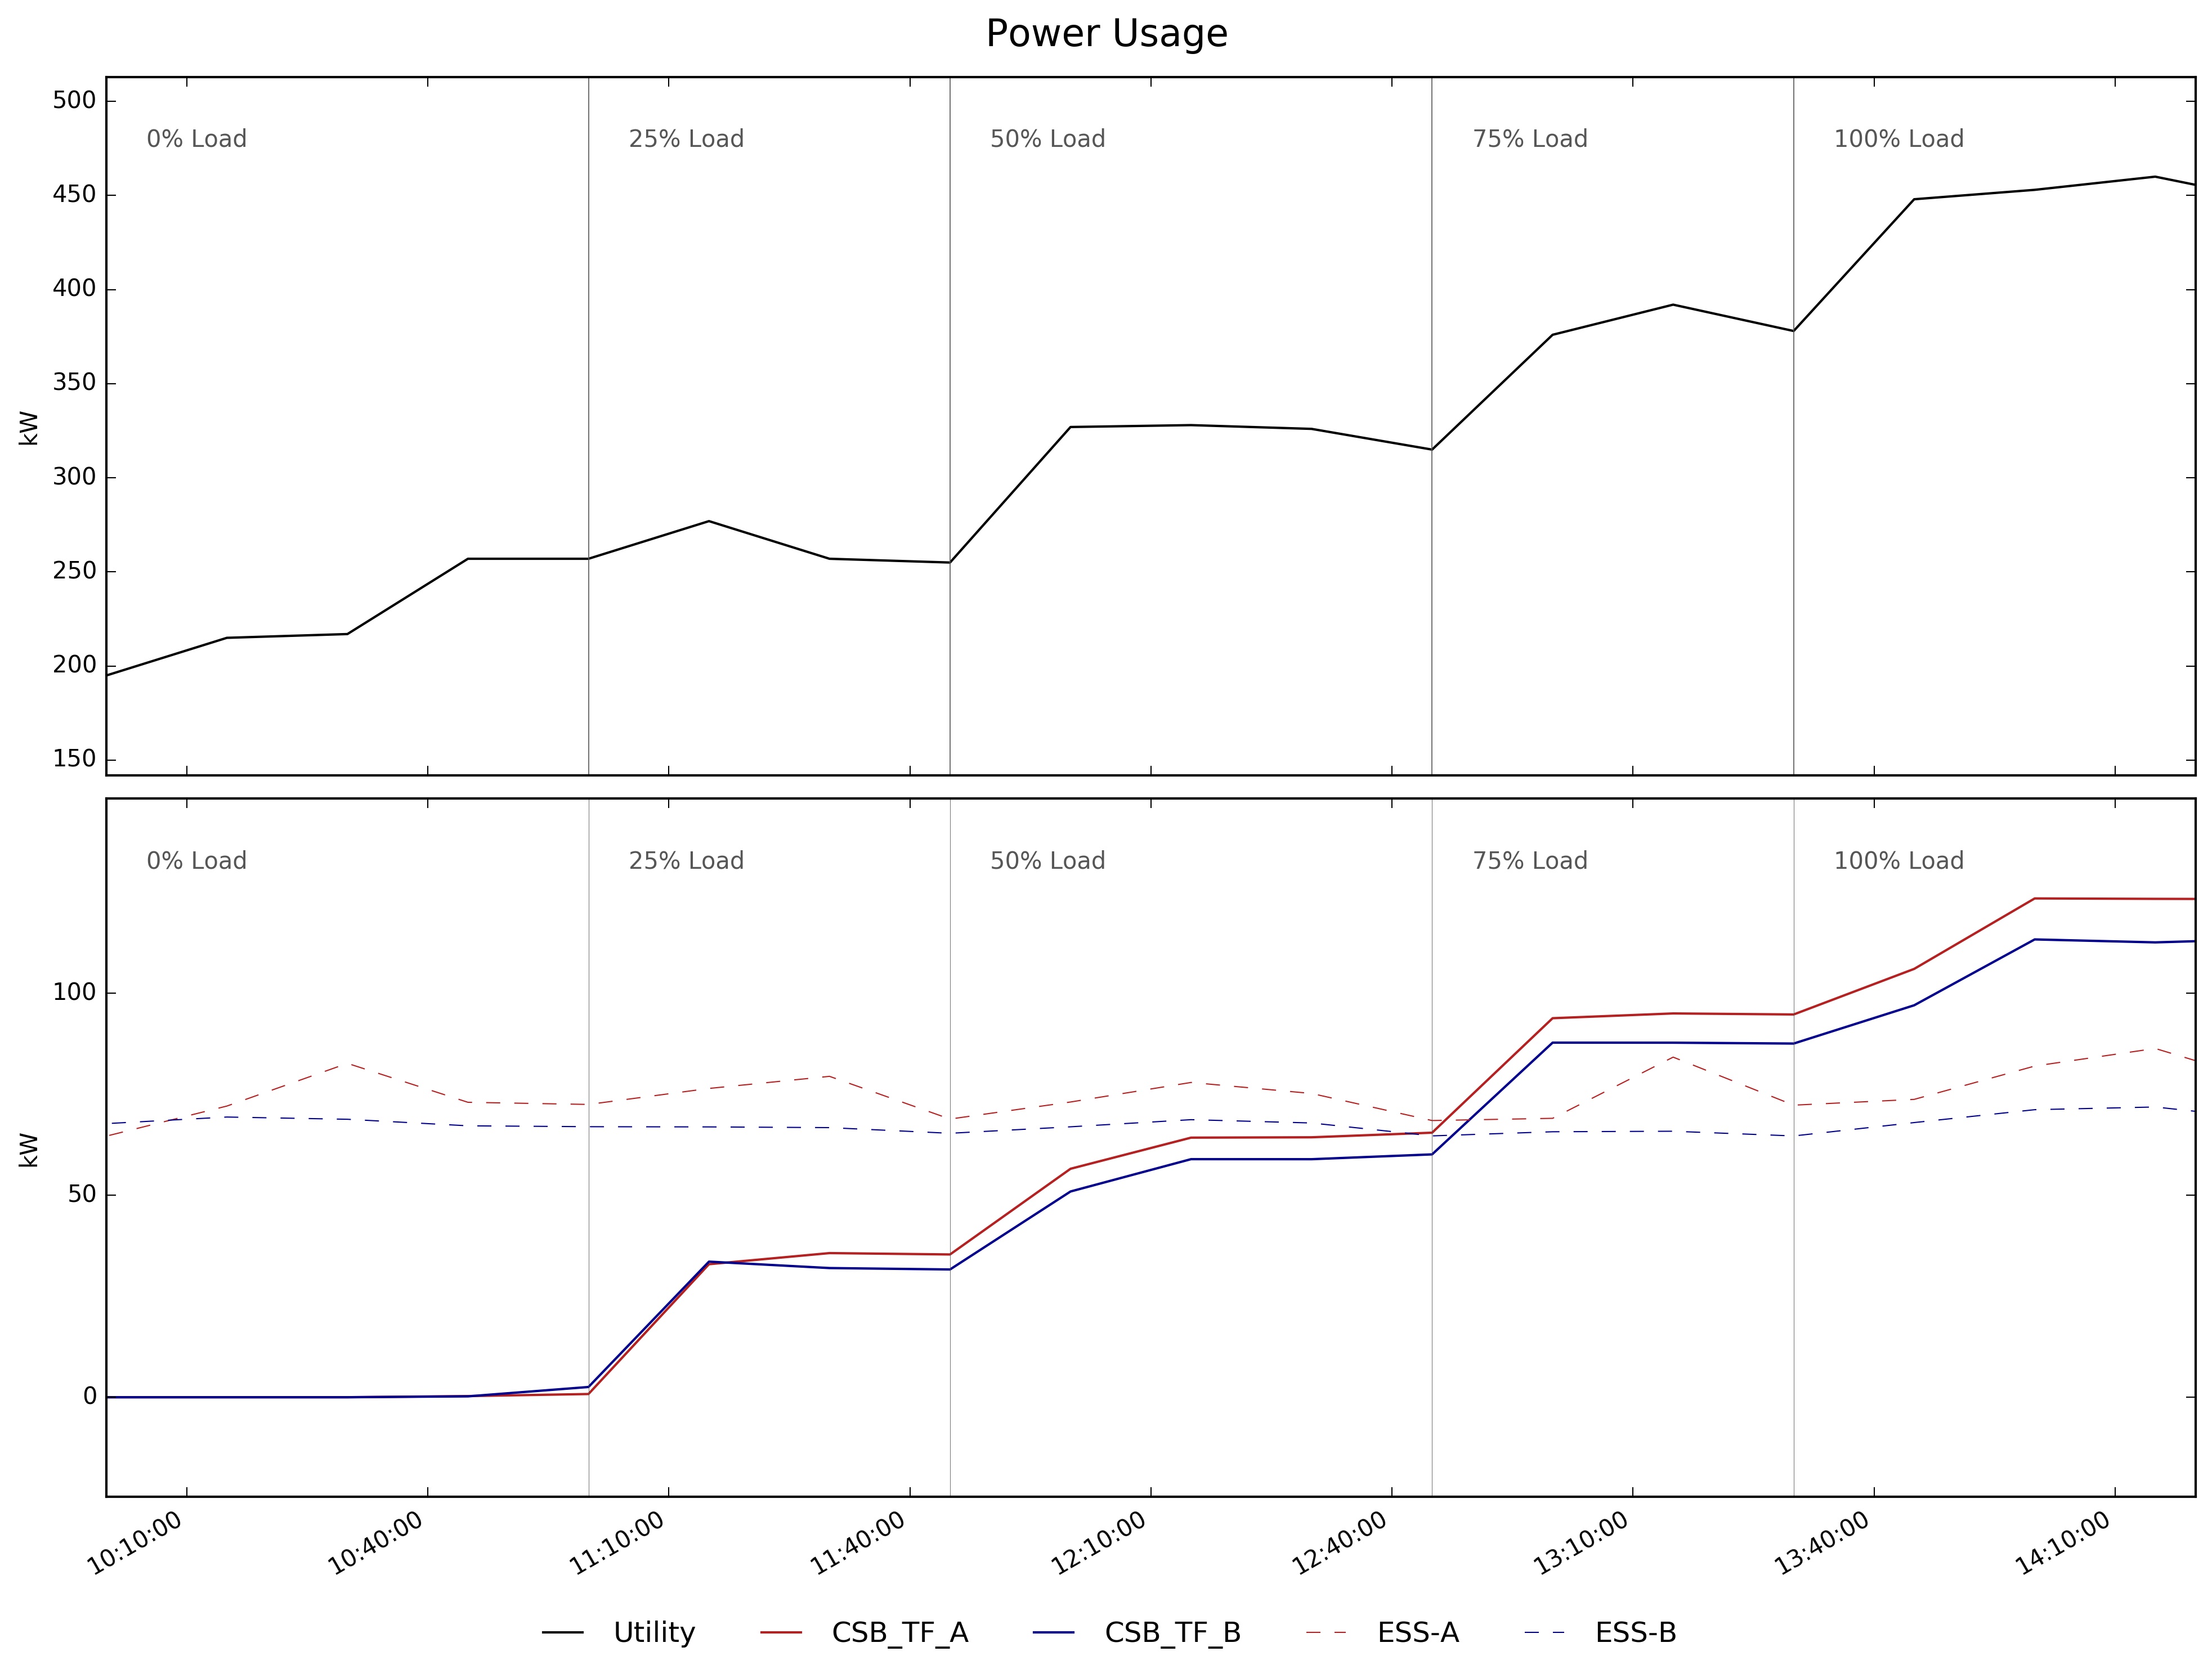 Power Usage
500
450
400
350
300
250
200
150
kW
0% Load 25% Load 50% Load 75% Load 100% Load
100
50
0
kW
0% Load 25% Load 50% Load 75% Load 100% Load
10:10:00 10:40:00 11:10:00 11:40:00 12:10:00 12:40:00 13:10:00 13:40:00 14:10:00
Utility CSB_TF_A CSB_TF_B ESS-A ESS-B